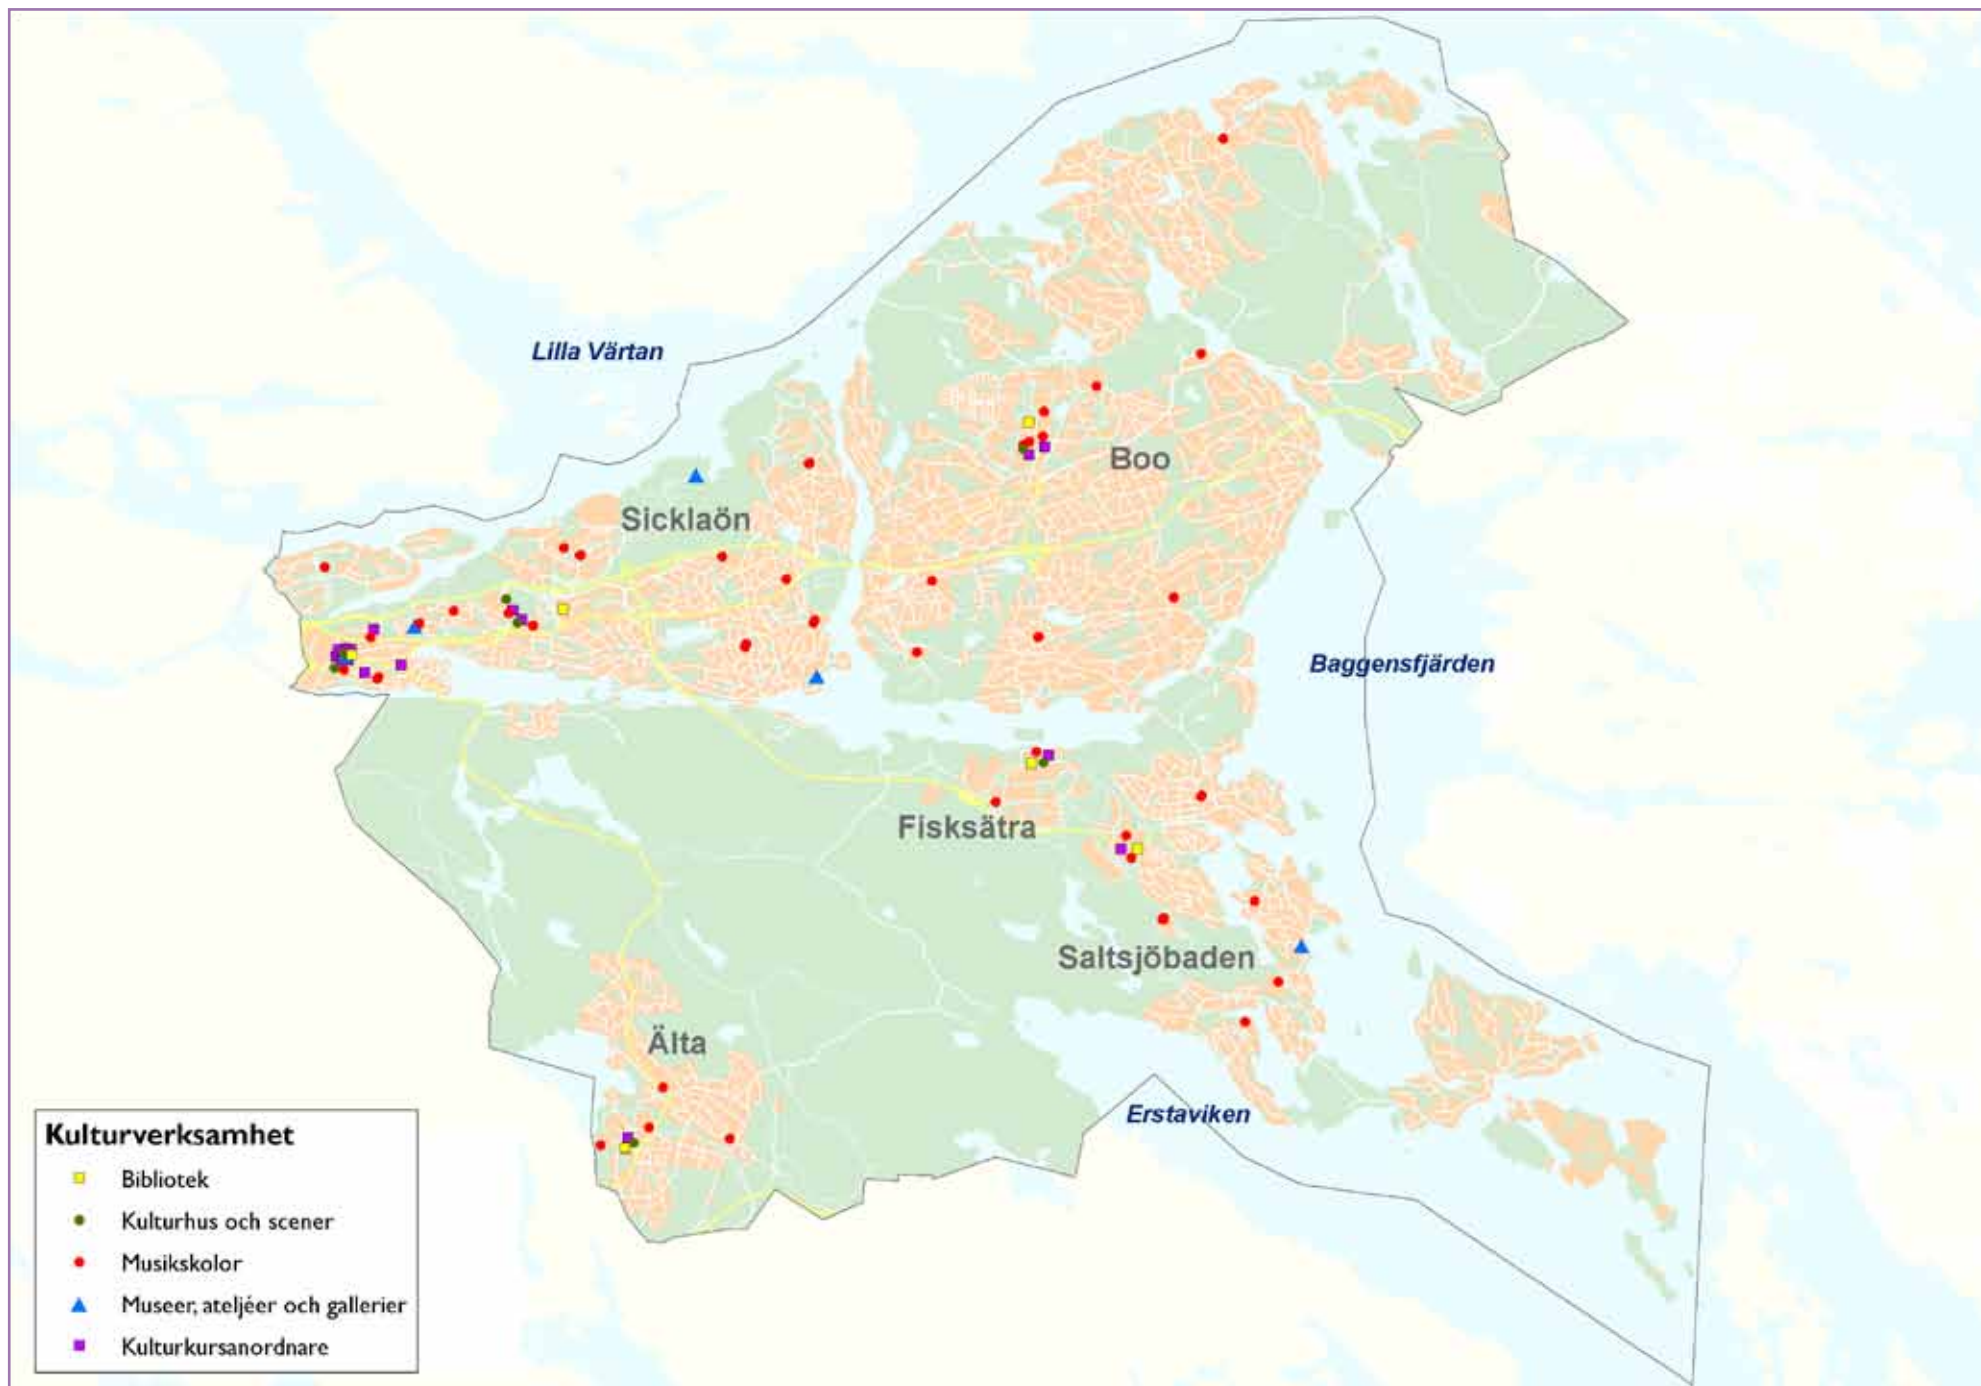 Lilla Värtan
Boo
Sicklaön
Baggensfjärden
Fisksätra
Saltsjöbaden
Älta
Erstaviken
Kulturverksamhet
Bibliotek
Kulturhus och scener
Musikskolor
Museer, ateljéer och gallerier
Kulturkursanordnare